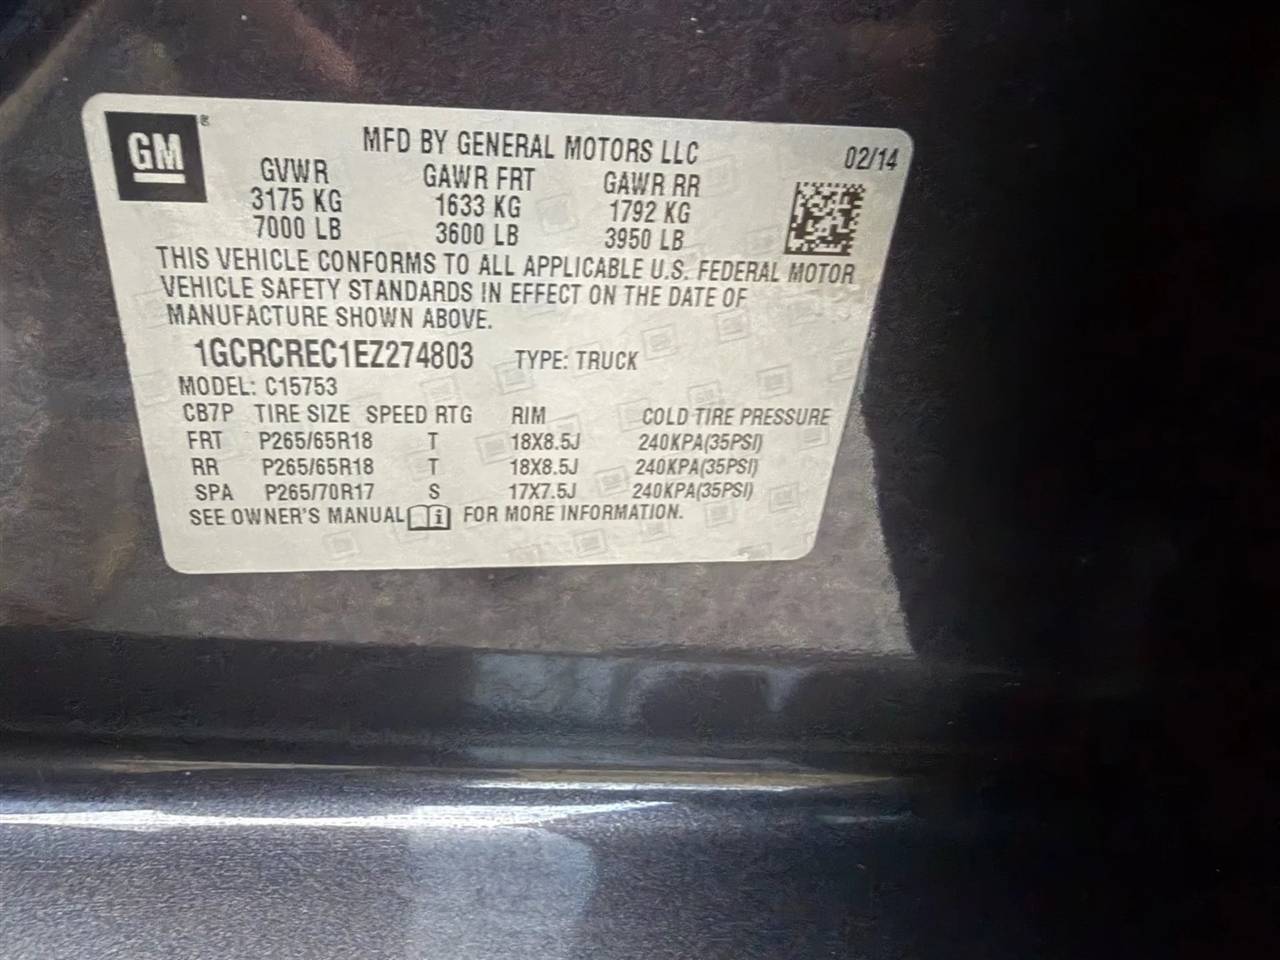 GM®
MFD BY GENERAL MOTORS LLC 02/14
GVWR GAWR FRT GAWR RR
3175 KG 1633 KG 1792 KG
7000 LB 3600 LB 3950 LB
THIS VEHICLE CONFORMS TO ALL APPLICABLE U.S. FEDERAL MOTOR
VEHICLE SAFETY STANDARDS IN EFFECT ON THE DATE OF
MANUFACTURE SHOWN ABOVE.
1GCRCREC1EZ274803 TYPE: TRUCK
MODEL: C15753
CB7P TIRE SIZE SPEED RTG RIM COLD TIRE PRESSURE
FRT P265/65R18 T 18X8.5J 240KPA(35PSI)
RR P265/65R18 T 18X8.5J 240KPA(35PSI)
SPA P265/70R17 S 17X7.5J 240KPA(35PSI)
SEE OWNER'S MANUAL i FOR MORE INFORMATION.